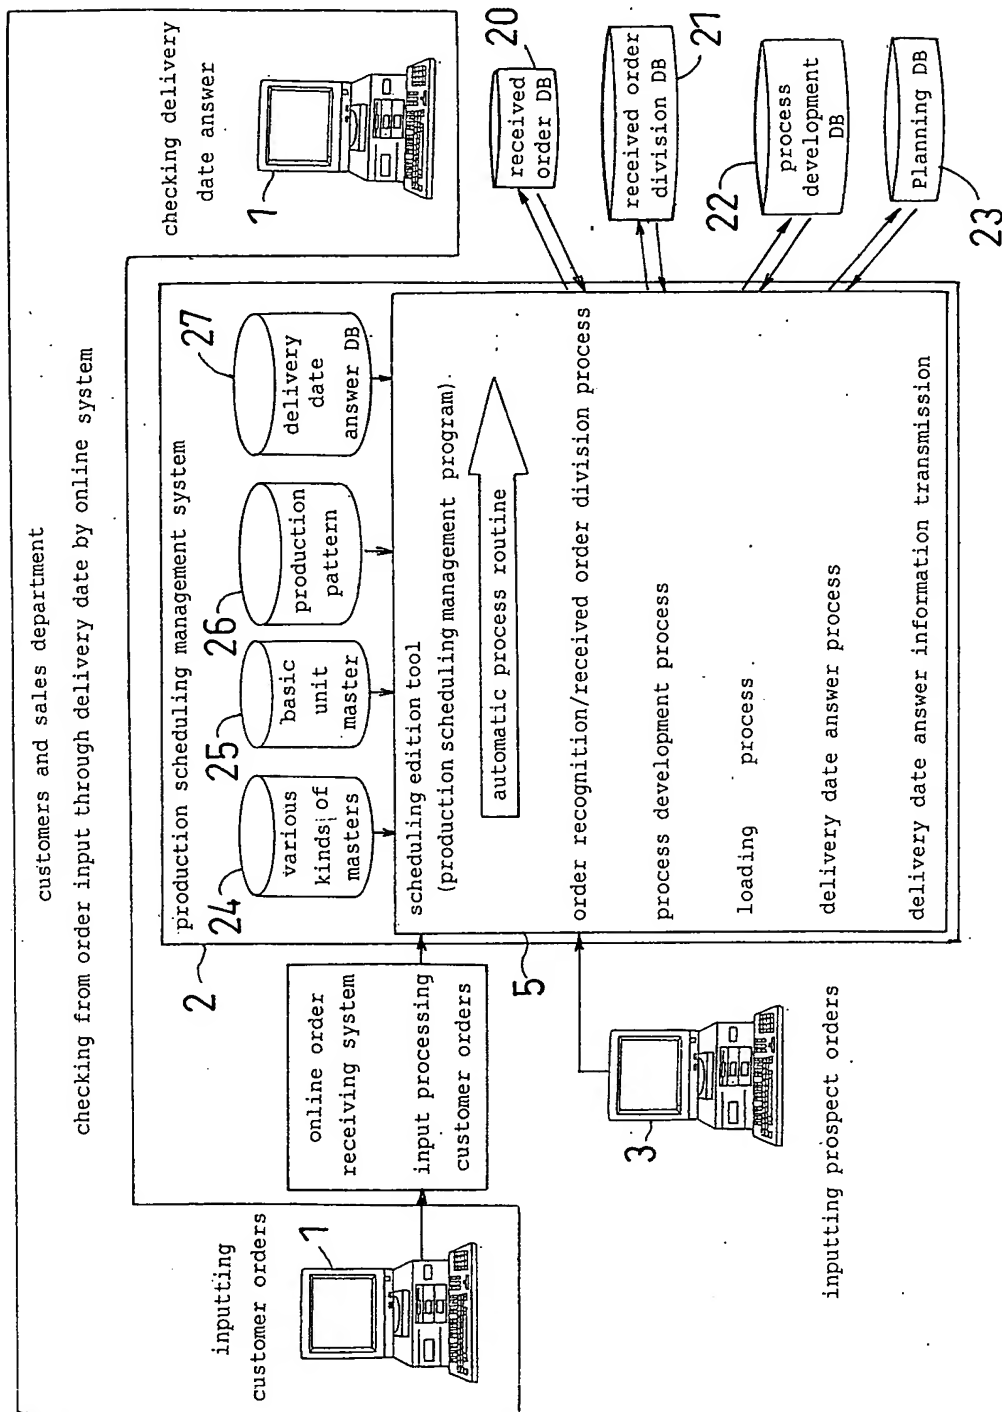 customers and sales department
checking from order input through delivery date by online system
inputting
customer orders
1
checking delivery
date answer
1
online order
receiving system
input processing
customer orders
2
production scheduling management system
24
various
kinds of
masters
25
basic
unit
master
26
production
pattern
27
delivery
date
answer DB
scheduling edition tool
(production scheduling management program).
automatic process routine
order recognition/received order division process
process development process
loading process
delivery date answer process
delivery date answer information transmission
5
3
inputting prospect orders
received
order DB
20
received order
division DB
21
process
development
DB
22
Planning DB
23